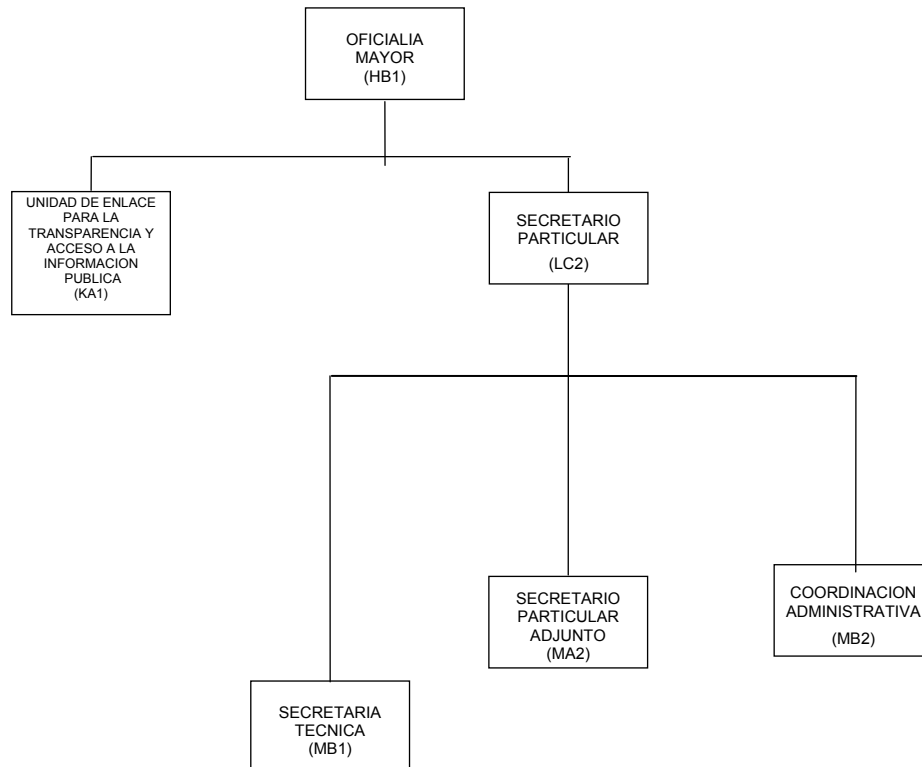 OFICIALIA
MAYOR
(HB1)
UNIDAD DE ENLACE
PARA LA
TRANSPARENCIA Y
ACCESO A LA
INFORMACION
PUBLICA
(KA1)
SECRETARIO
PARTICULAR
(LC2)
SECRETARIA
TECNICA
(MB1)
SECRETARIO
PARTICULAR
ADJUNTO
(MA2)
COORDINACION
ADMINISTRATIVA
(MB2)